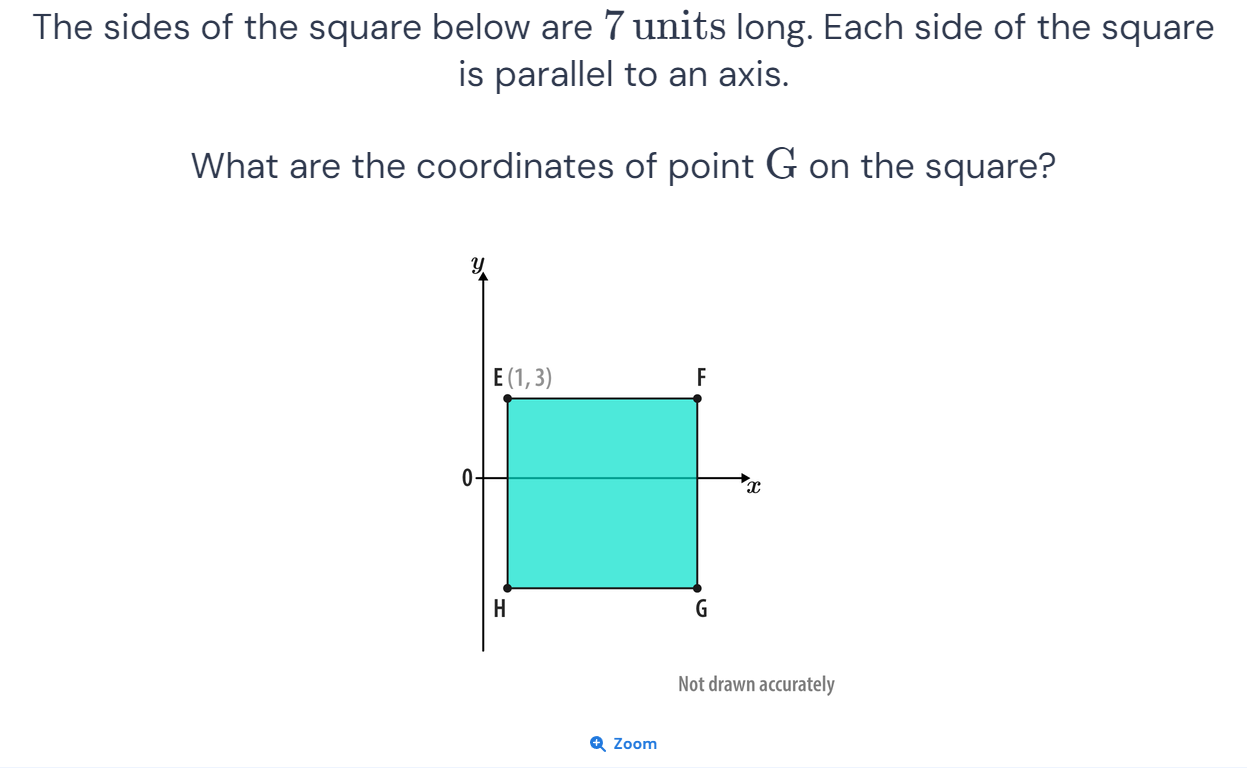 The sides of the square below are 7 units long. Each side of the square
is parallel to an axis.
What are the coordinates of point G on the square?
y
E (1, 3)
F
0
x
H
G
Not drawn accurately
Zoom